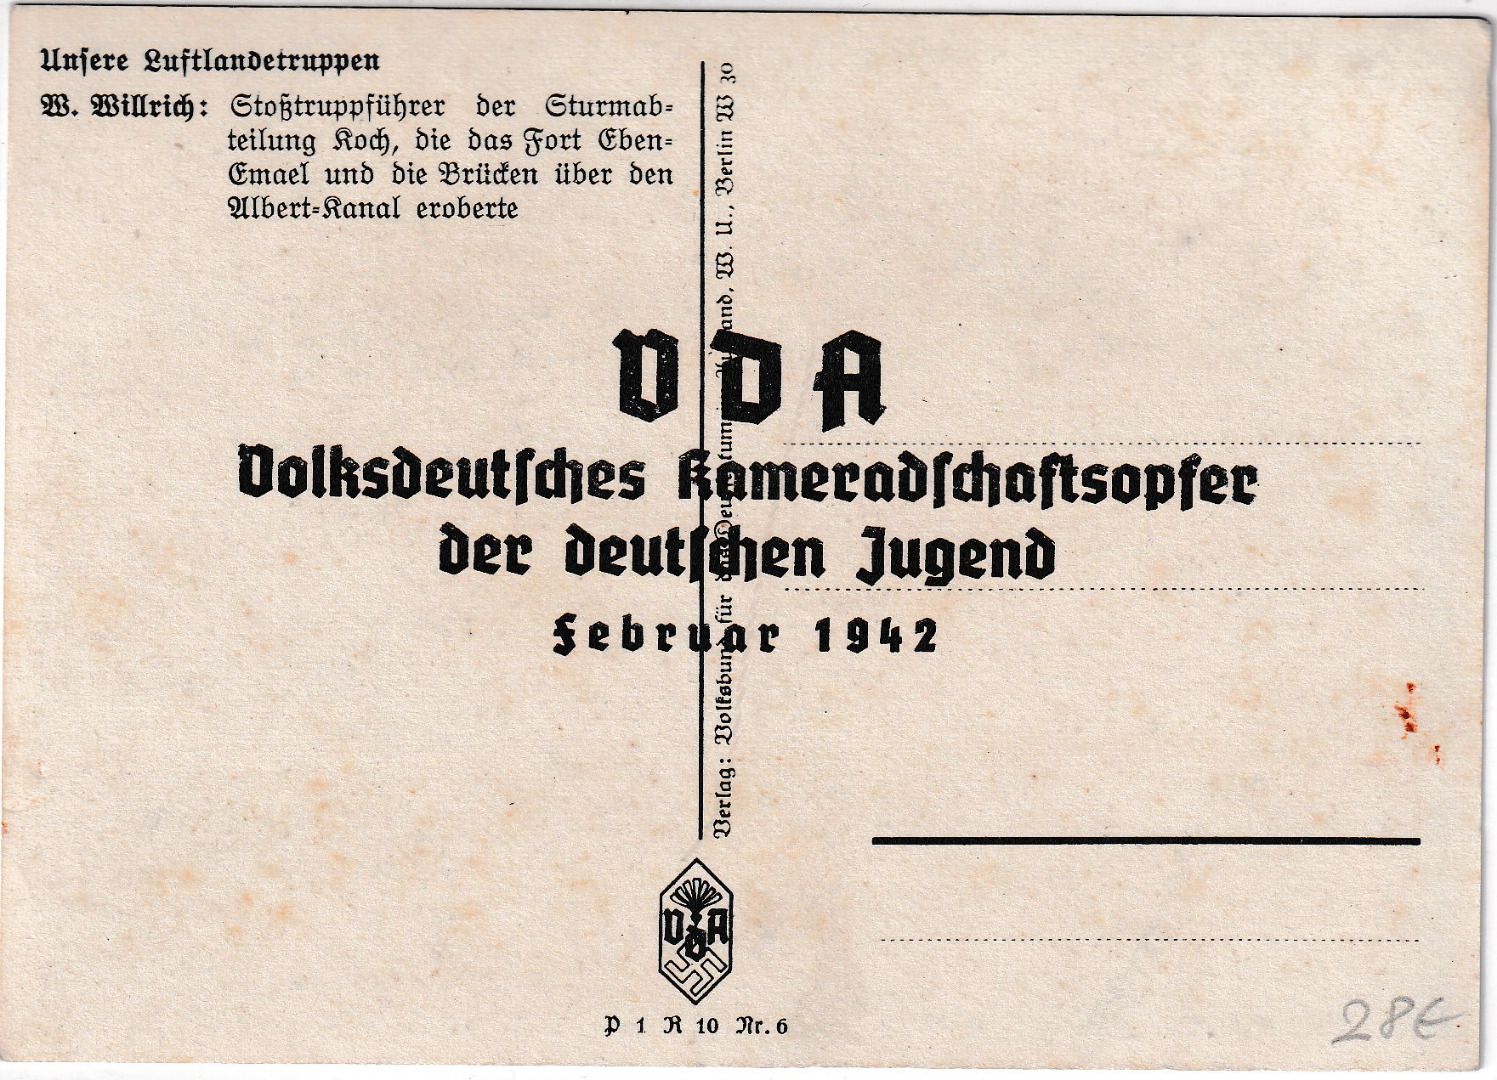 Unsere Luftlandetruppen
W. Willrich: Stoßtruppführer der Sturmab-
teilung Koch, die das Fort Eben-
Emael und die Brücken über den
Albert-Kanal eroberte
VDA
Volksdeutsches Kameradschaftsopfer
der deutschen Jugend
Februar 1942
Verlag: Volksbund für das Deutschtum im Ausland, W. U., Berlin W 30
VDA
P 1 R 10 Nr. 6
28€